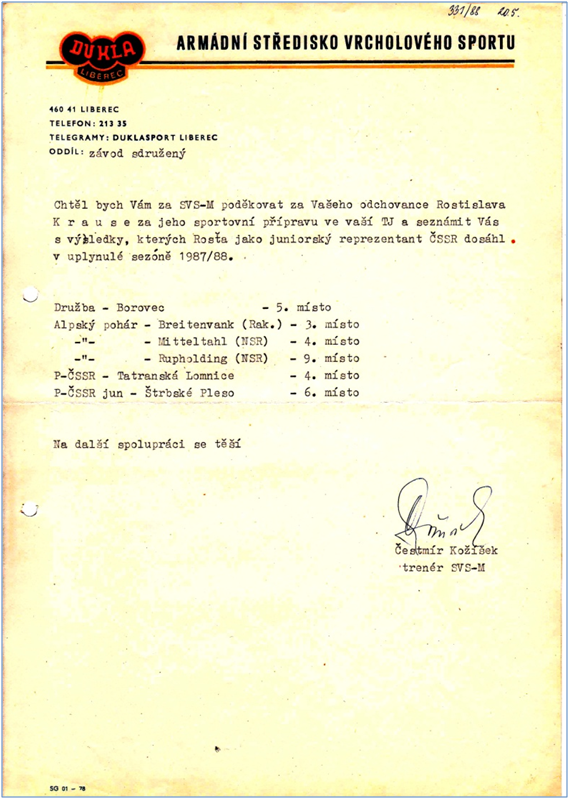 331/88 20.5.
DUKLA
LIBEREC
ARMÁDNÍ STŘEDISKO VRCHOLOVÉHO SPORTU
460 41 LIBEREC
TELEFON: 213 35
TELEGRAMY: DUKLASPORT LIBEREC
ODDÍL: závod sdružený
Chtěl bych Vám za SVS-M poděkovat za Vašeho odchovance Rostislava
K r a u s e za jeho sportovní přípravu ve vaší TJ a seznámit Vás
s výsledky, kterých Rosťa jako juniorský reprezentant ČSSR dosáhl .
v uplynulé sezóně 1987/88.
Družba - Borovec - 5. místo
Alpský pohár - Breitenvank (Rak.) - 3. místo
-"- - Mitteltahl (NSR) - 4. místo
-"- - Rupholding (NSR) - 9. místo
P-ČSSR - Tatranská Lomnice - 4. místo
P-ČSSR jun - Štrbské Pleso - 6. místo
Na další spolupráci se těší
Čestmír Kožíšek
trenér SVS-M
SG 01 - 78